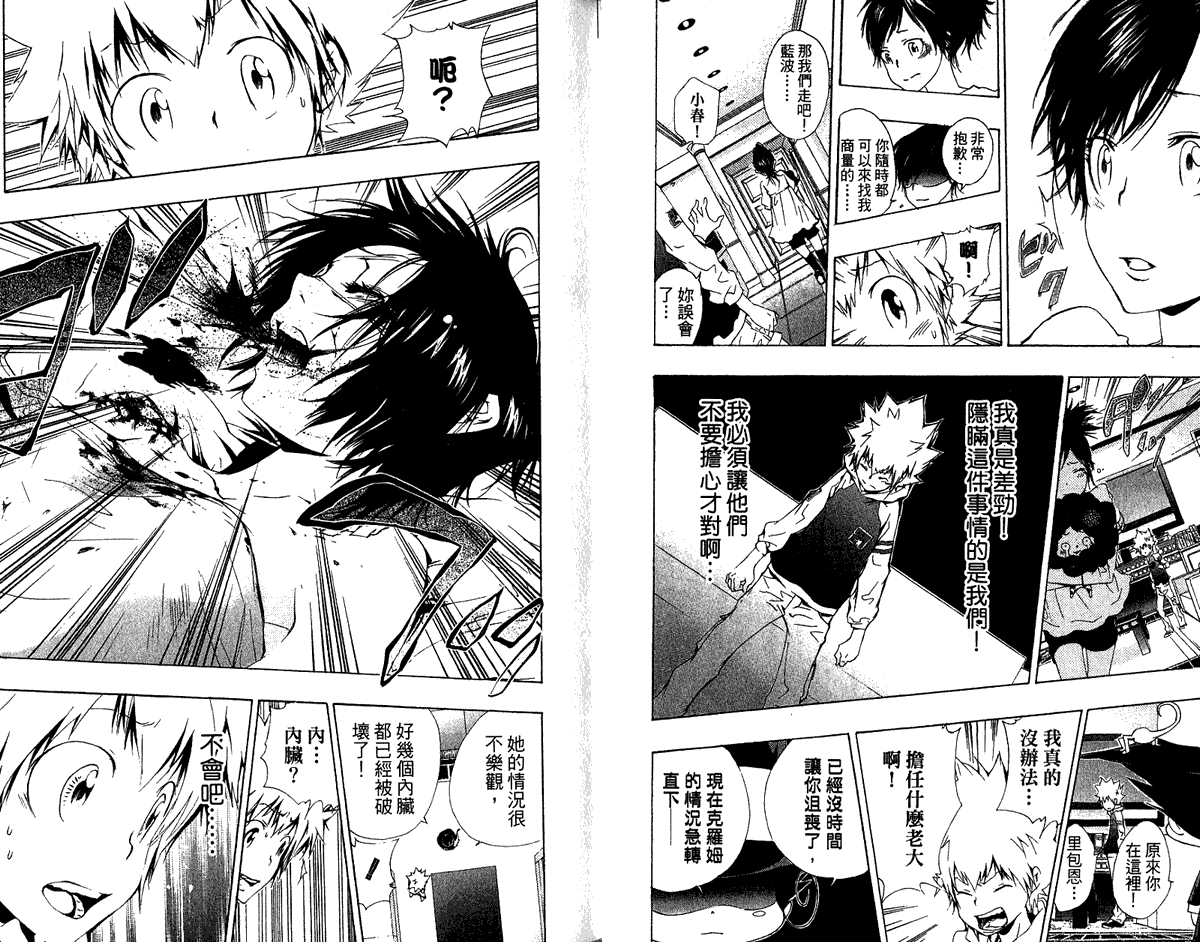 ビクッ
非常
抱歉…
你隨時都
可以來找我
商量的……
啊！
那我們走吧！
藍波……
小春！
妳誤會
了…
ダッ
我真是差勁！
隱瞞這件事情的是我們！
我必須讓他們
不要擔心才對啊…
原來你
在這裡！
里包恩！
我真的
沒辦法…
擔任什麼老大
啊！
已經沒時間
讓你沮喪了，
現在克羅姆
的情況急轉
直下——
呃？
她的情況很
不樂觀，
好幾個內臟
都已經被破
壞了！
內…
內臟？
不會吧……